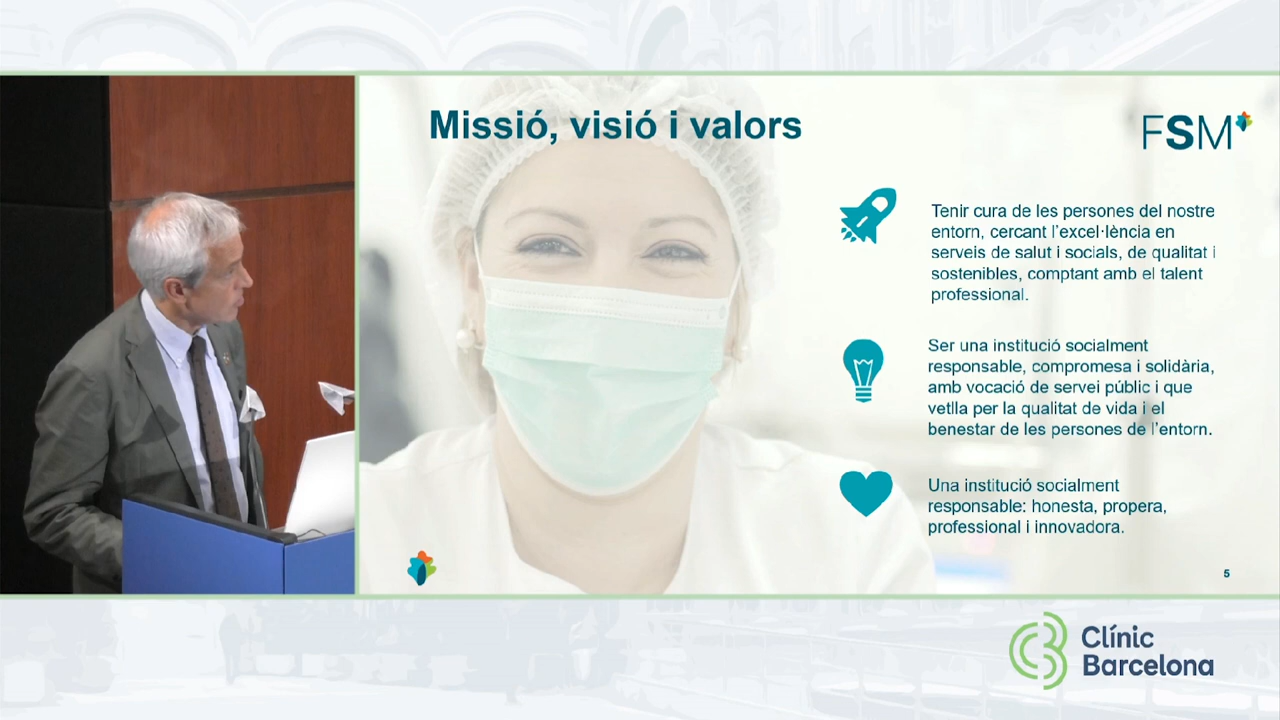 Missió, visió i valors
FSM
Tenir cura de les persones del nostre
entorn, cercant l'excel·lència en
serveis de salut i socials, de qualitat i
sostenibles, comptant amb el talent
professional.
Ser una institució socialment
responsable, compromesa i solidària,
amb vocació de servei públic i que
vetlla per la qualitat de vida i el
benestar de les persones de l'entorn.
Una institució socialment
responsable: honesta, propera,
professional i innovadora.
5
Clínic
Barcelona